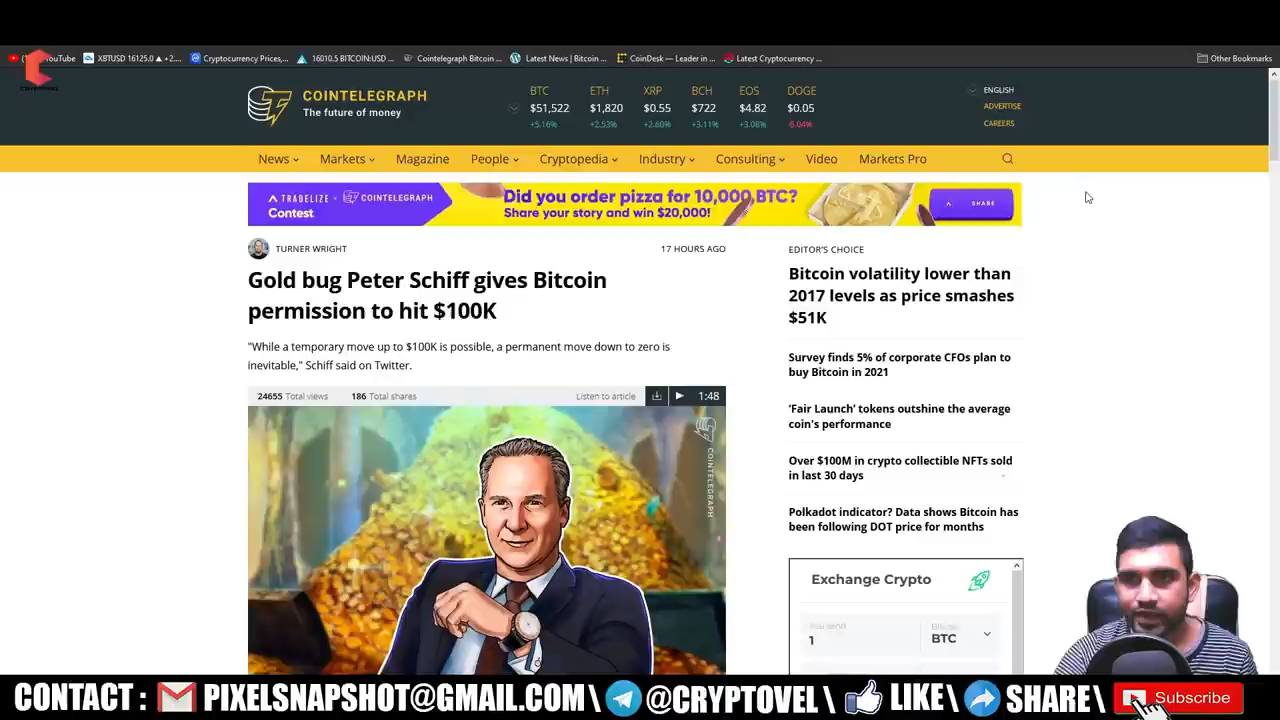 YouTube
XBTUSD 16125.0 ▲ +2....
Cryptocurrency Prices,...
16010.5 BITCOIN:USD ...
Cointelegraph Bitcoin ...
Latest News | Bitcoin ...
CoinDesk — Leader in ...
Latest Cryptocurrency ...
Other Bookmarks
COINTELEGRAPH
The future of money
BTC ETH XRP BCH EOS DOGE
$51,522 $1,820 $0.55 $722 $4.82 $0.05
+5.16% +2.53% +2.60% +3.11% +3.08% -6.04%
ENGLISH
ADVERTISE
CAREERS
News Markets Magazine People Cryptopedia Industry Consulting Video Markets Pro
TRADELIZE × COINTELEGRAPH
Contest
Did you order pizza for 10,000 BTC?
Share your story and win $20,000!
SHARE
TURNER WRIGHT
17 HOURS AGO
Gold bug Peter Schiff gives Bitcoin
permission to hit $100K
"While a temporary move up to $100K is possible, a permanent move down to zero is
inevitable," Schiff said on Twitter.
24655 Total views 186 Total shares
Listen to article
1:48
COINTELEGRAPH
EDITOR'S CHOICE
Bitcoin volatility lower than
2017 levels as price smashes
$51K
Survey finds 5% of corporate CFOs plan to
buy Bitcoin in 2021
‘Fair Launch’ tokens outshine the average
coin's performance
Over $100M in crypto collectible NFTs sold
in last 30 days
Polkadot indicator? Data shows Bitcoin has
been following DOT price for months
Exchange Crypto
You send
1
Bitcoin
BTC
CONTACT : PIXELSNAPSHOT@GMAIL.COM \ @CRYPTOVEL \ LIKE \ SHARE \ Subscribe